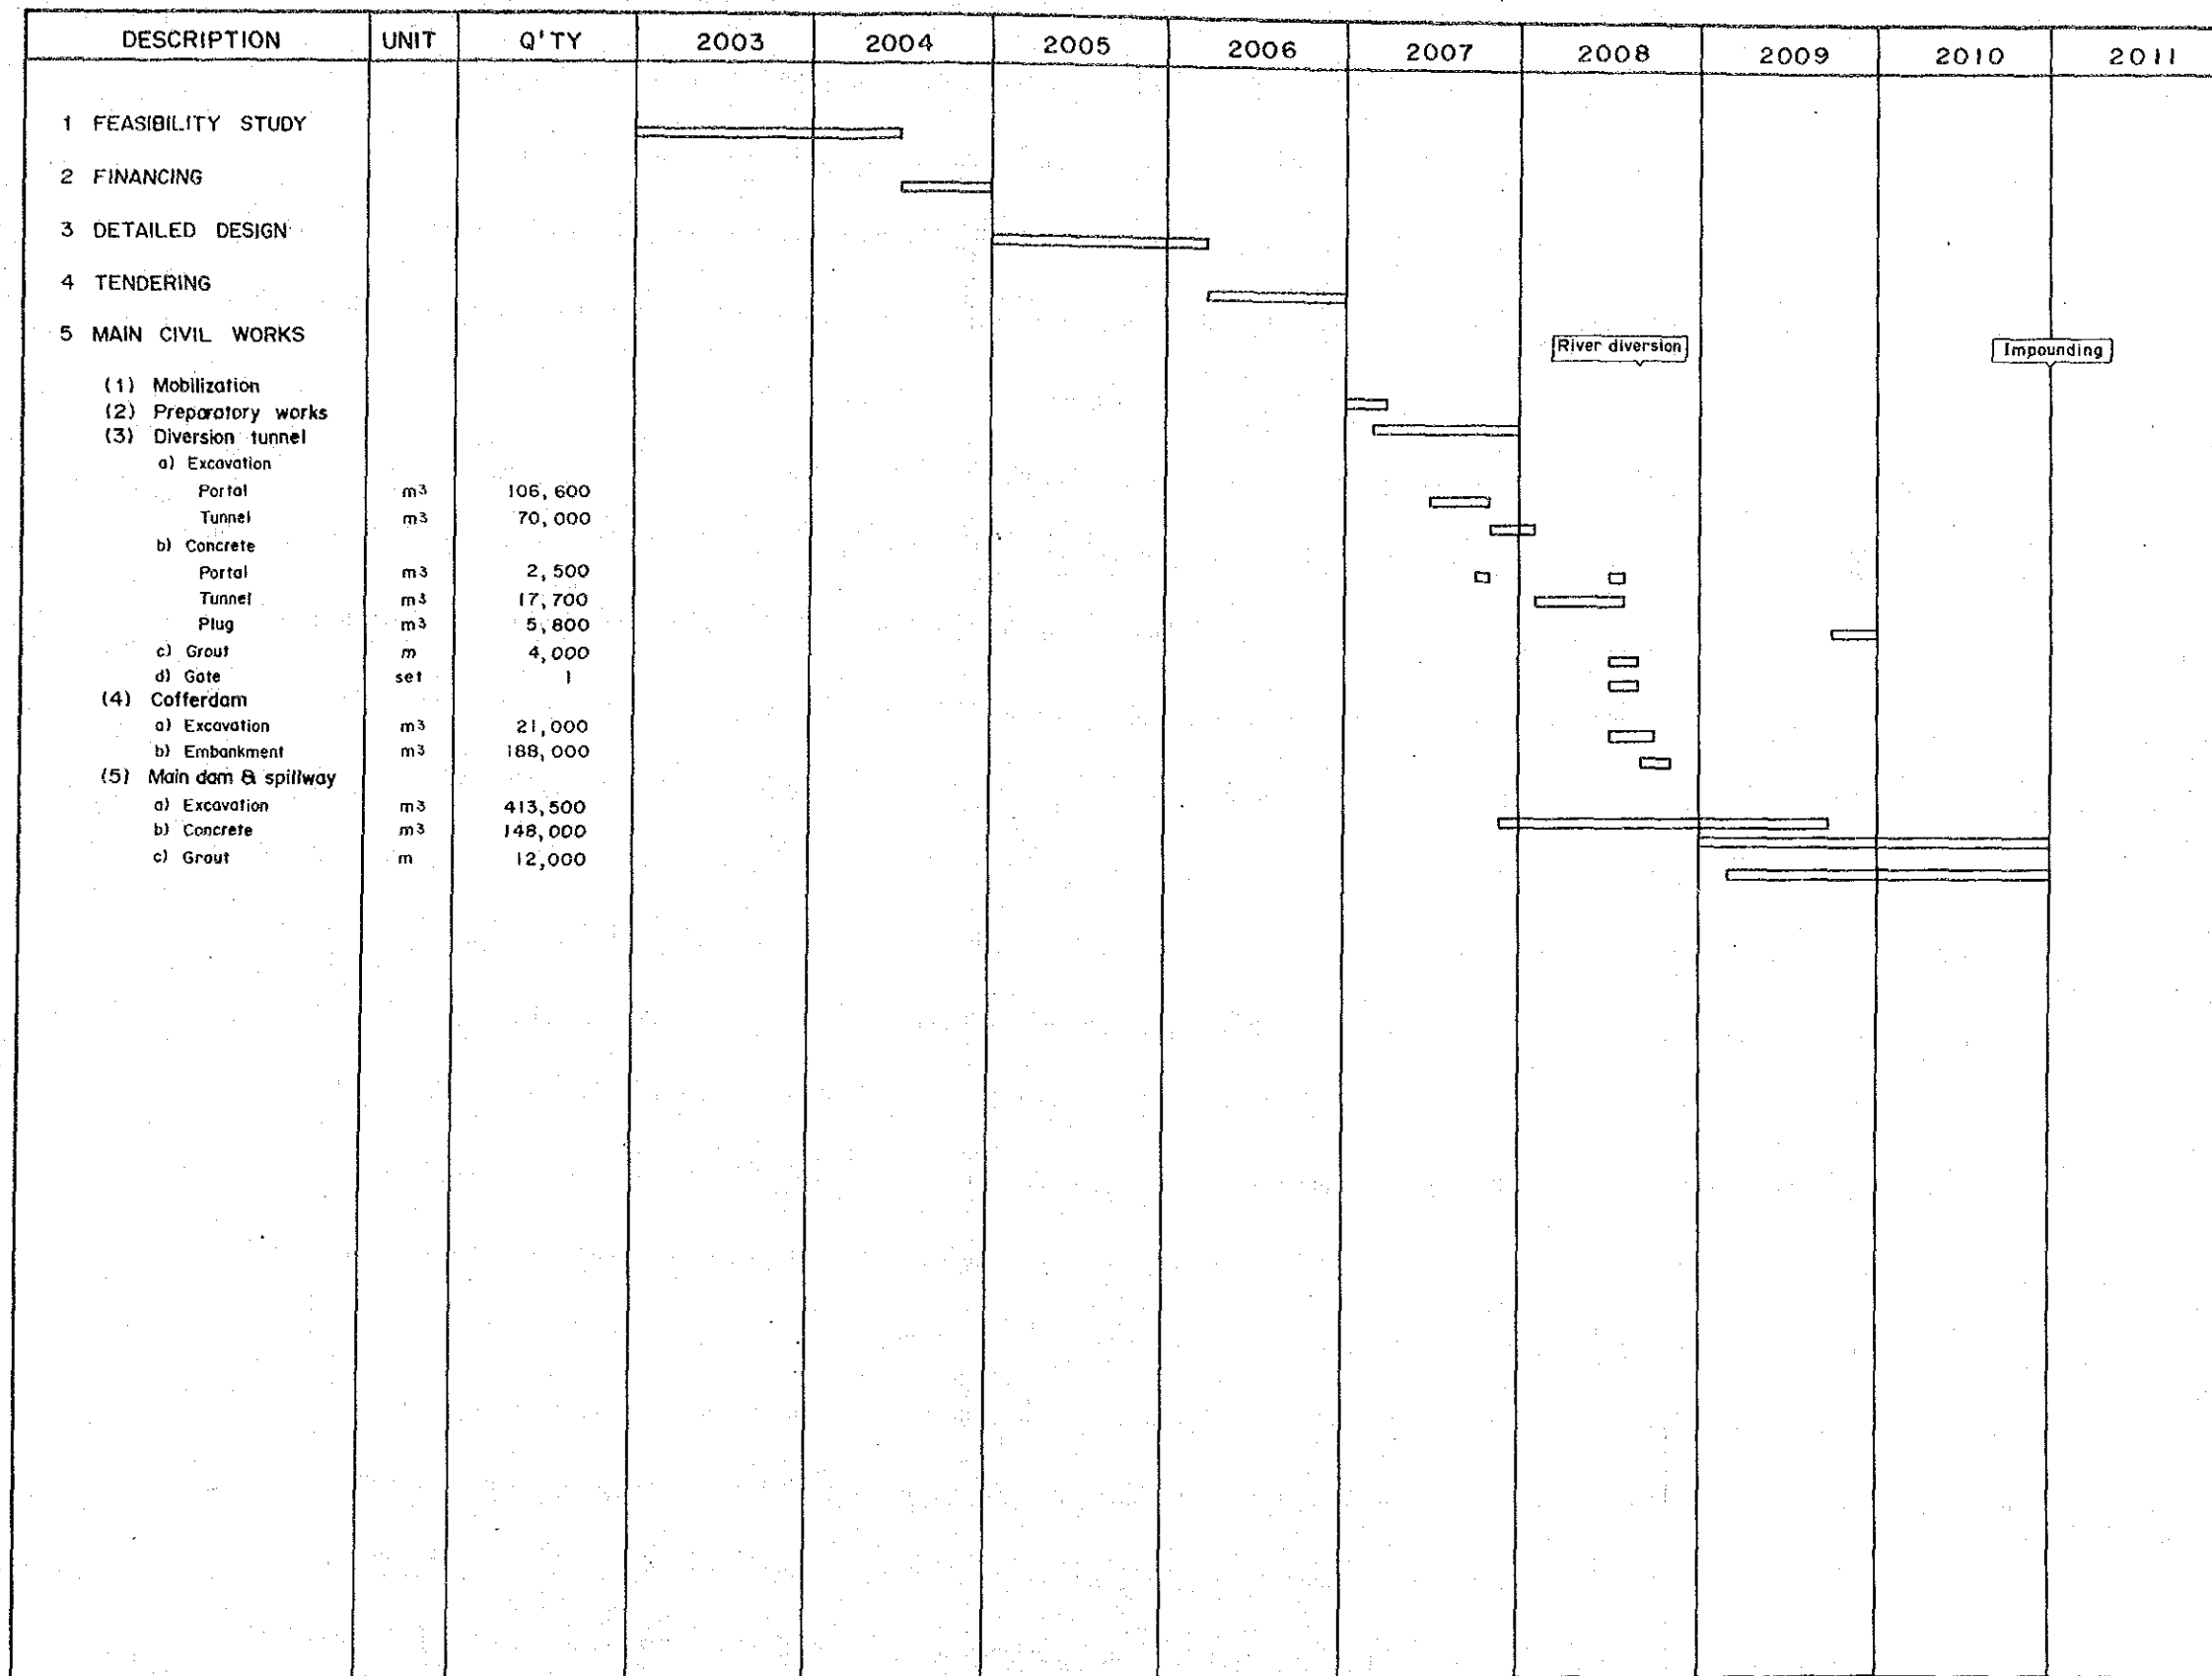 DESCRIPTION UNIT Q'TY 2003 2004 2005 2006 2007 2008 2009 2010 2011
1 FEASIBILITY STUDY
2 FINANCING
3 DETAILED DESIGN
4 TENDERING
5 MAIN CIVIL WORKS River diversion Impounding
(1) Mobilization
(2) Preparatory works
(3) Diversion tunnel
a) Excavation
Portal m3 106,600
Tunnel m3 70,000
b) Concrete
Portal m3 2,500
Tunnel m3 17,700
Plug m3 5,800
c) Grout m 4,000
d) Gate set 1
(4) Cofferdam
a) Excavation m3 21,000
b) Embankment m3 188,000
(5) Main dam & spillway
a) Excavation m3 413,500
b) Concrete m3 148,000
c) Grout m 12,000